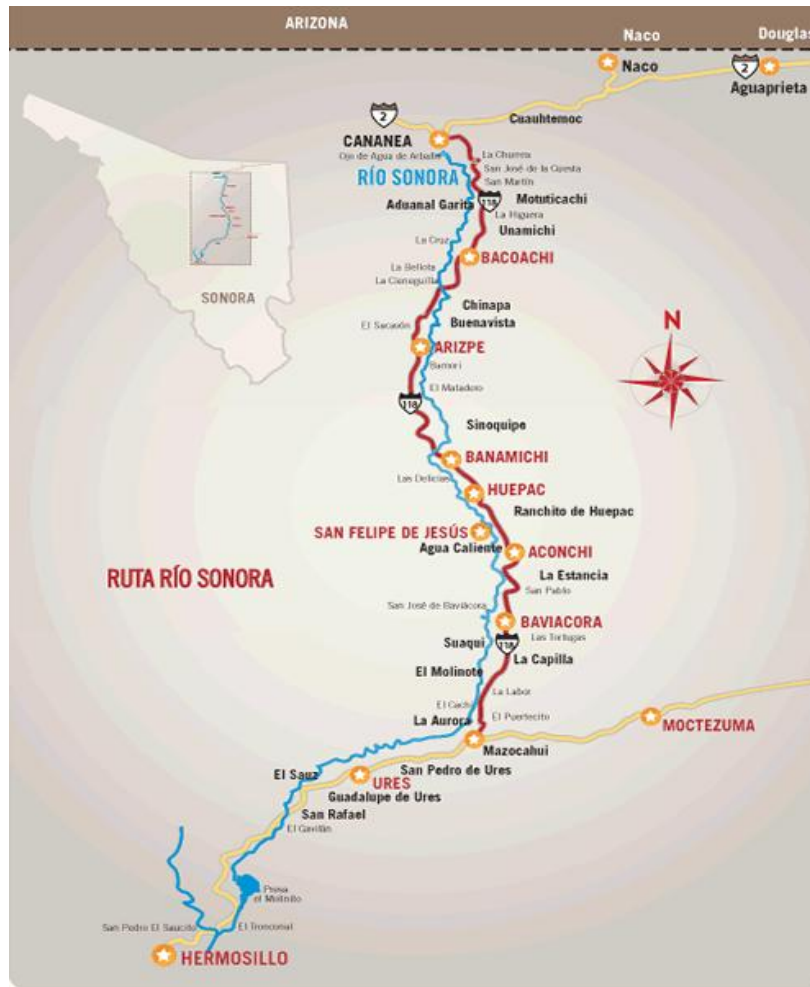 ARIZONA
Naco
Douglas
Naco
2
Aguaprieta
2
Cuauhtemoc
CANANEA
Ojo de Agua de Arballo
La Churea
San José de la Cuesta
San Martín
RÍO SONORA
Aduanal Garita
118
Motuticachi
La Higuera
Unamichi
La Cruz
BACOACHI
La Bellota
La Cieneguilla
SONORA
Chinapa
Buenavista
El Sacavón
N
ARIZPE
Bamori
El Matadero
118
Sinoquipe
BANAMICHI
Las Delicias
HUEPAC
Ranchito de Huepac
SAN FELIPE DE JESÚS
Agua Caliente
ACONCHI
RUTA RÍO SONORA
La Estancia
San Pablo
San José de Baviácora
BAVIACORA
Las Tortugas
Suaqui
118
La Capilla
El Molinote
La Labor
El Cachi
La Aurora
El Puertecito
MOCTEZUMA
Mazocahui
San Pedro de Ures
El Sauz
URES
Guadalupe de Ures
San Rafael
El Gavilán
Presa
el Molinito
San Pedro El Saucito
El Tronconal
HERMOSILLO